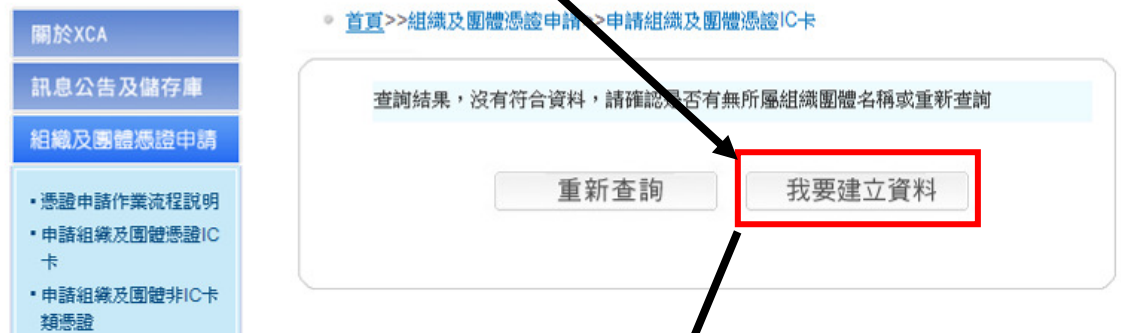 首頁>>組織及團體憑證申請>>申請組織及團體憑證IC卡
關於XCA
訊息公告及儲存庫
組織及團體憑證申請
・憑證申請作業流程說明
・申請組織及團體憑證IC
卡
・申請組織及團體非IC卡
類憑證
查詢結果，沒有符合資料，請確認是否有無所屬組織團體名稱或重新查詢
重新查詢
我要建立資料